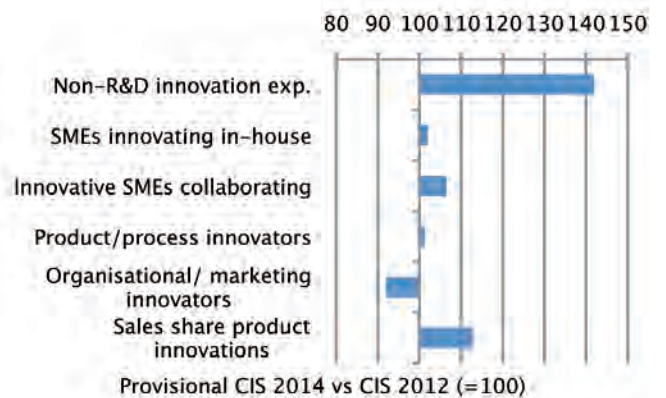 80 90 100 110 120 130 140 150
Non-R&D innovation exp.
SMEs innovating in-house
Innovative SMEs collaborating
Product/process innovators
Organisational/ marketing
innovators
Sales share product
innovations
Provisional CIS 2014 vs CIS 2012 (=100)